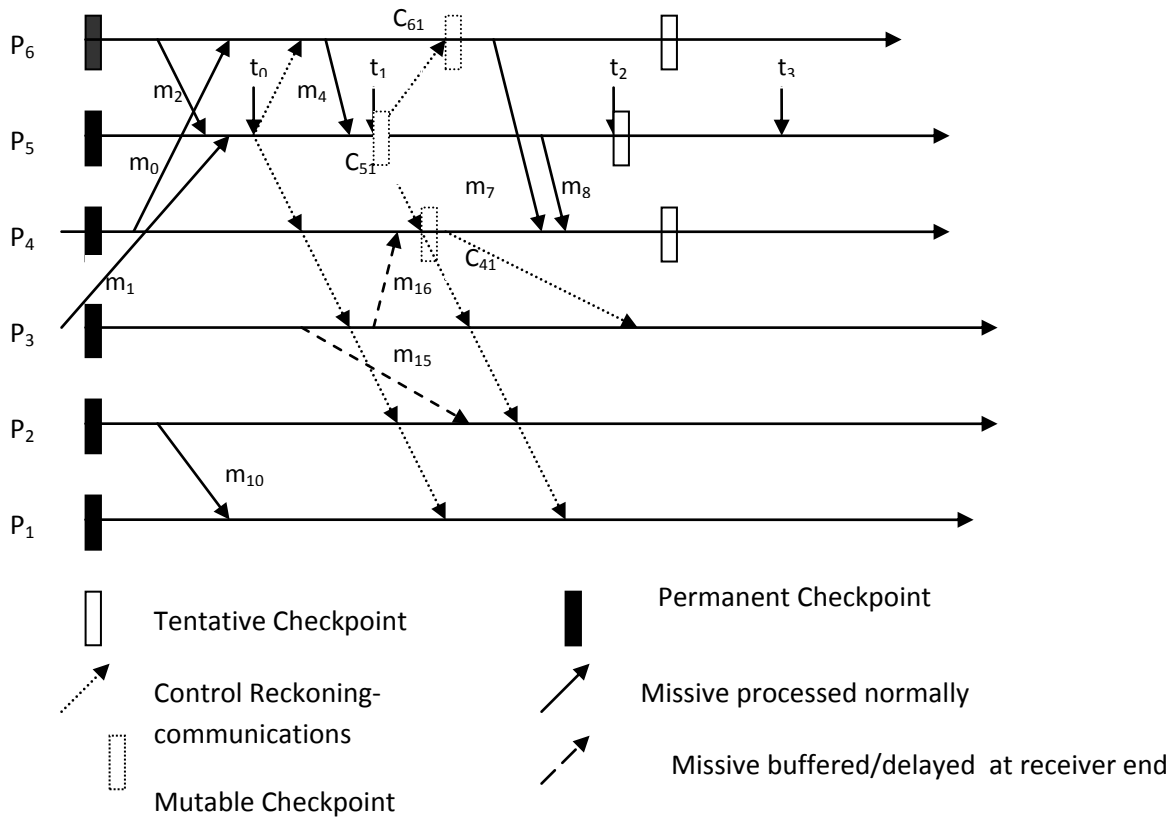 C61
P6
t0
t1
t2
t3
m2
m4
P5
m0
C51
m7
m8
P4
C41
m1
m16
P3
m15
P2
m10
P1
Permanent Checkpoint
Tentative Checkpoint
Control Reckoning-
communications
Missive processed normally
Missive buffered/delayed at receiver end
Mutable Checkpoint